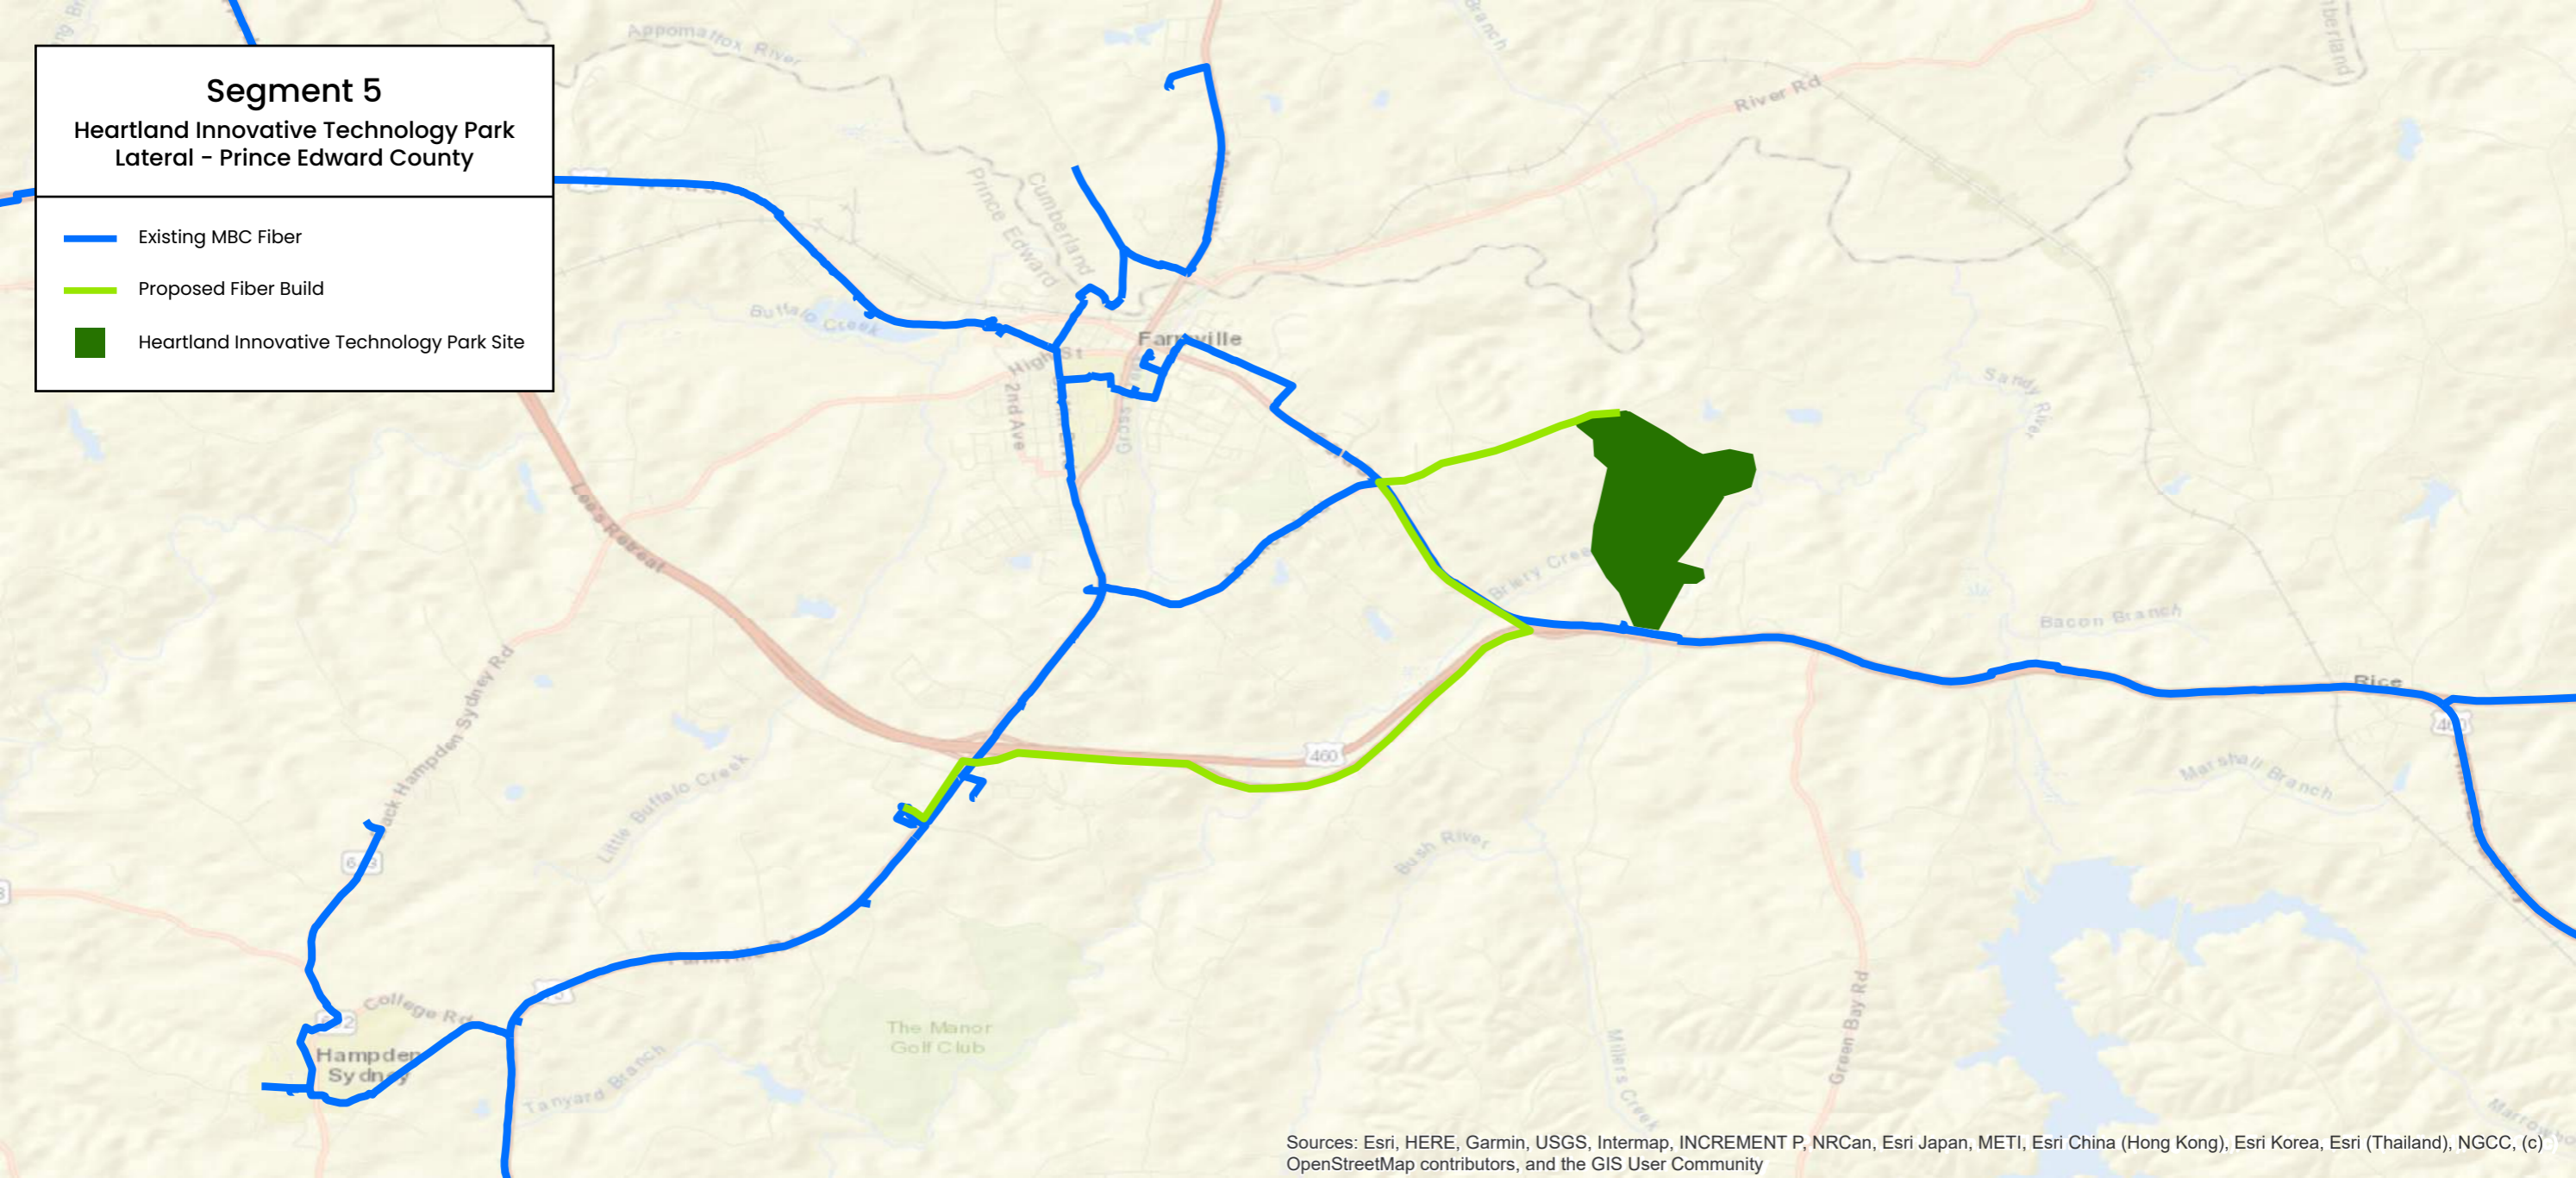 Segment 5
Heartland Innovative Technology Park
Lateral - Prince Edward County
Existing MBC Fiber
Proposed Fiber Build
Heartland Innovative Technology Park Site
Appomattox River
Branch
River Rd
Prince Edward
Cumberland
Buffalo Creek
High St
2nd Ave
Sandy
River
Lee's Retreat
Briery
Bacon Branch
Rice
460
Marshall Branch
Hampden Sydney Rd
Little Buffalo Creek
Bush River
College Rd
Hampden
Sydney
Tanyard Branch
The Manor
Golf Club
Millers Creek
Green Bay Rd
Sources: Esri, HERE, Garmin, USGS, Intermap, INCREMENT P, NRCan, Esri Japan, METI, Esri China (Hong Kong), Esri Korea, Esri (Thailand), NGCC, (c)
OpenStreetMap contributors, and the GIS User Community